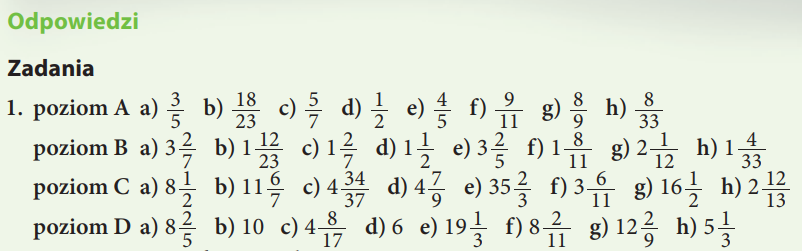 Odpowiedzi
Zadania
1. poziom A a) 3/5 b) 18/23 c) 5/7 d) 1/2 e) 4/5 f) 9/11 g) 8/9 h) 8/33
poziom B a) 3 2/7 b) 1 12/23 c) 1 2/7 d) 1 1/2 e) 3 2/5 f) 1 8/11 g) 2 1/12 h) 1 4/33
poziom C a) 8 1/2 b) 11 6/7 c) 4 34/37 d) 4 7/9 e) 35 2/3 f) 3 6/11 g) 16 1/2 h) 2 12/13
poziom D a) 8 2/5 b) 10 c) 4 8/17 d) 6 e) 19 1/3 f) 8 2/11 g) 12 2/9 h) 5 1/3